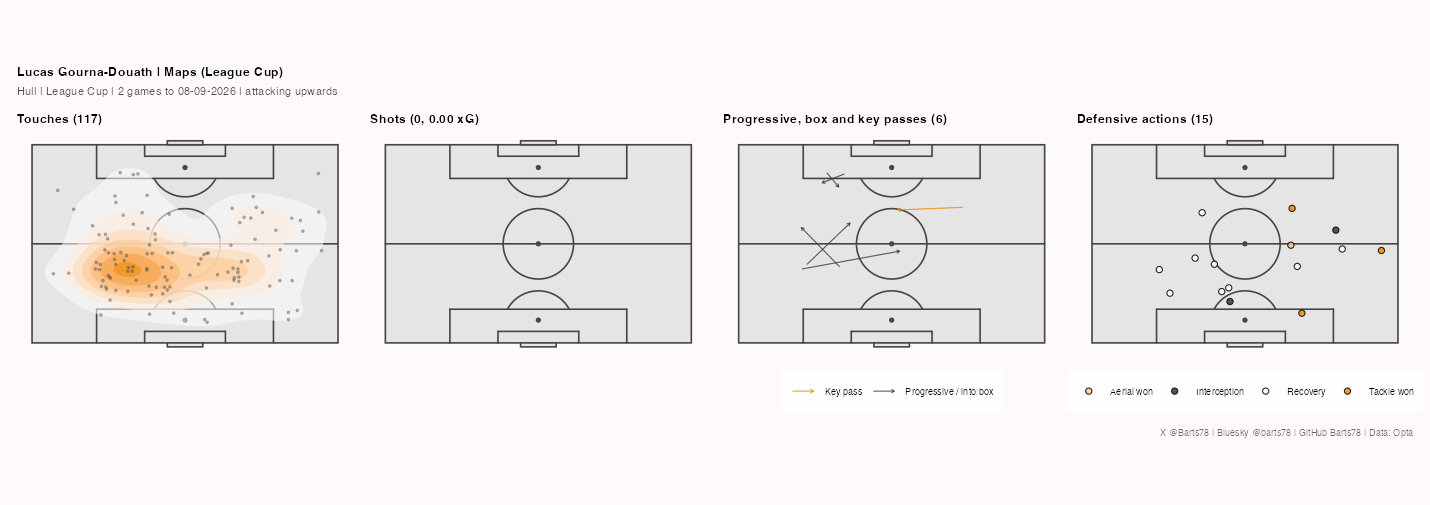 Lucas Gourna-Douath | Maps (League Cup)
Hull | League Cup | 2 games to 08-09-2026 | attacking upwards
Touches (117)
Shots (0, 0.00 xG)
Progressive, box and key passes (6)
Defensive actions (15)
Key pass
Progressive / into box
Aerial won
Interception
Recovery
Tackle won
X @Barts78 | Bluesky @barts78 | GitHub Barts78 | Data: Opta